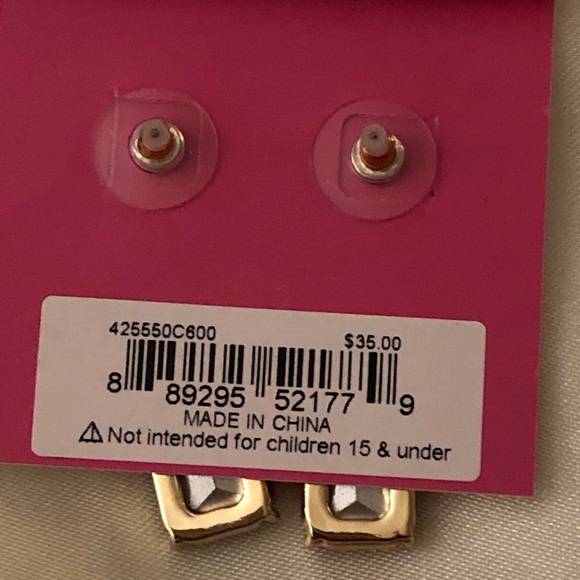 425550C600 $35.00
8 89295 52177 9
MADE IN CHINA
⚠ Not intended for children 15 & under